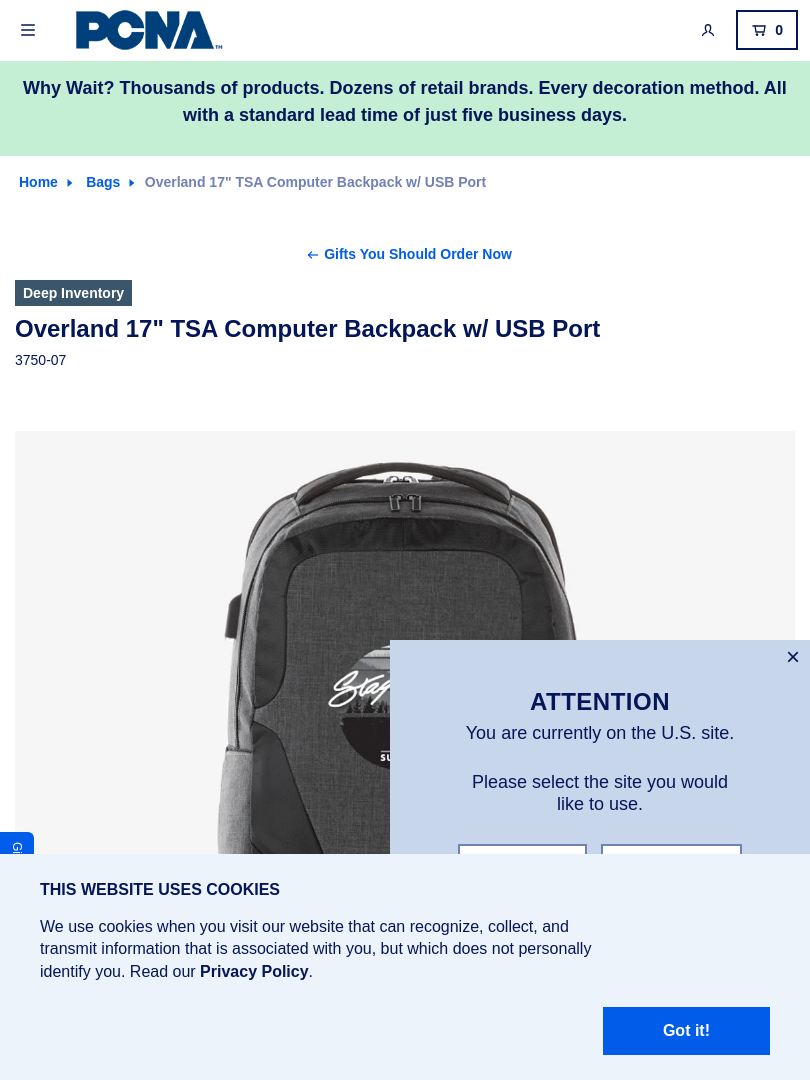 PCNA™
0
Why Wait? Thousands of products. Dozens of retail brands. Every decoration method. All
with a standard lead time of just five business days.
Home Bags Overland 17" TSA Computer Backpack w/ USB Port
Gifts You Should Order Now
Deep Inventory
Overland 17" TSA Computer Backpack w/ USB Port
3750-07
ATTENTION
You are currently on the U.S. site.
Please select the site you would
like to use.
THIS WEBSITE USES COOKIES
We use cookies when you visit our website that can recognize, collect, and
transmit information that is associated with you, but which does not personally
identify you. Read our Privacy Policy.
Got it!